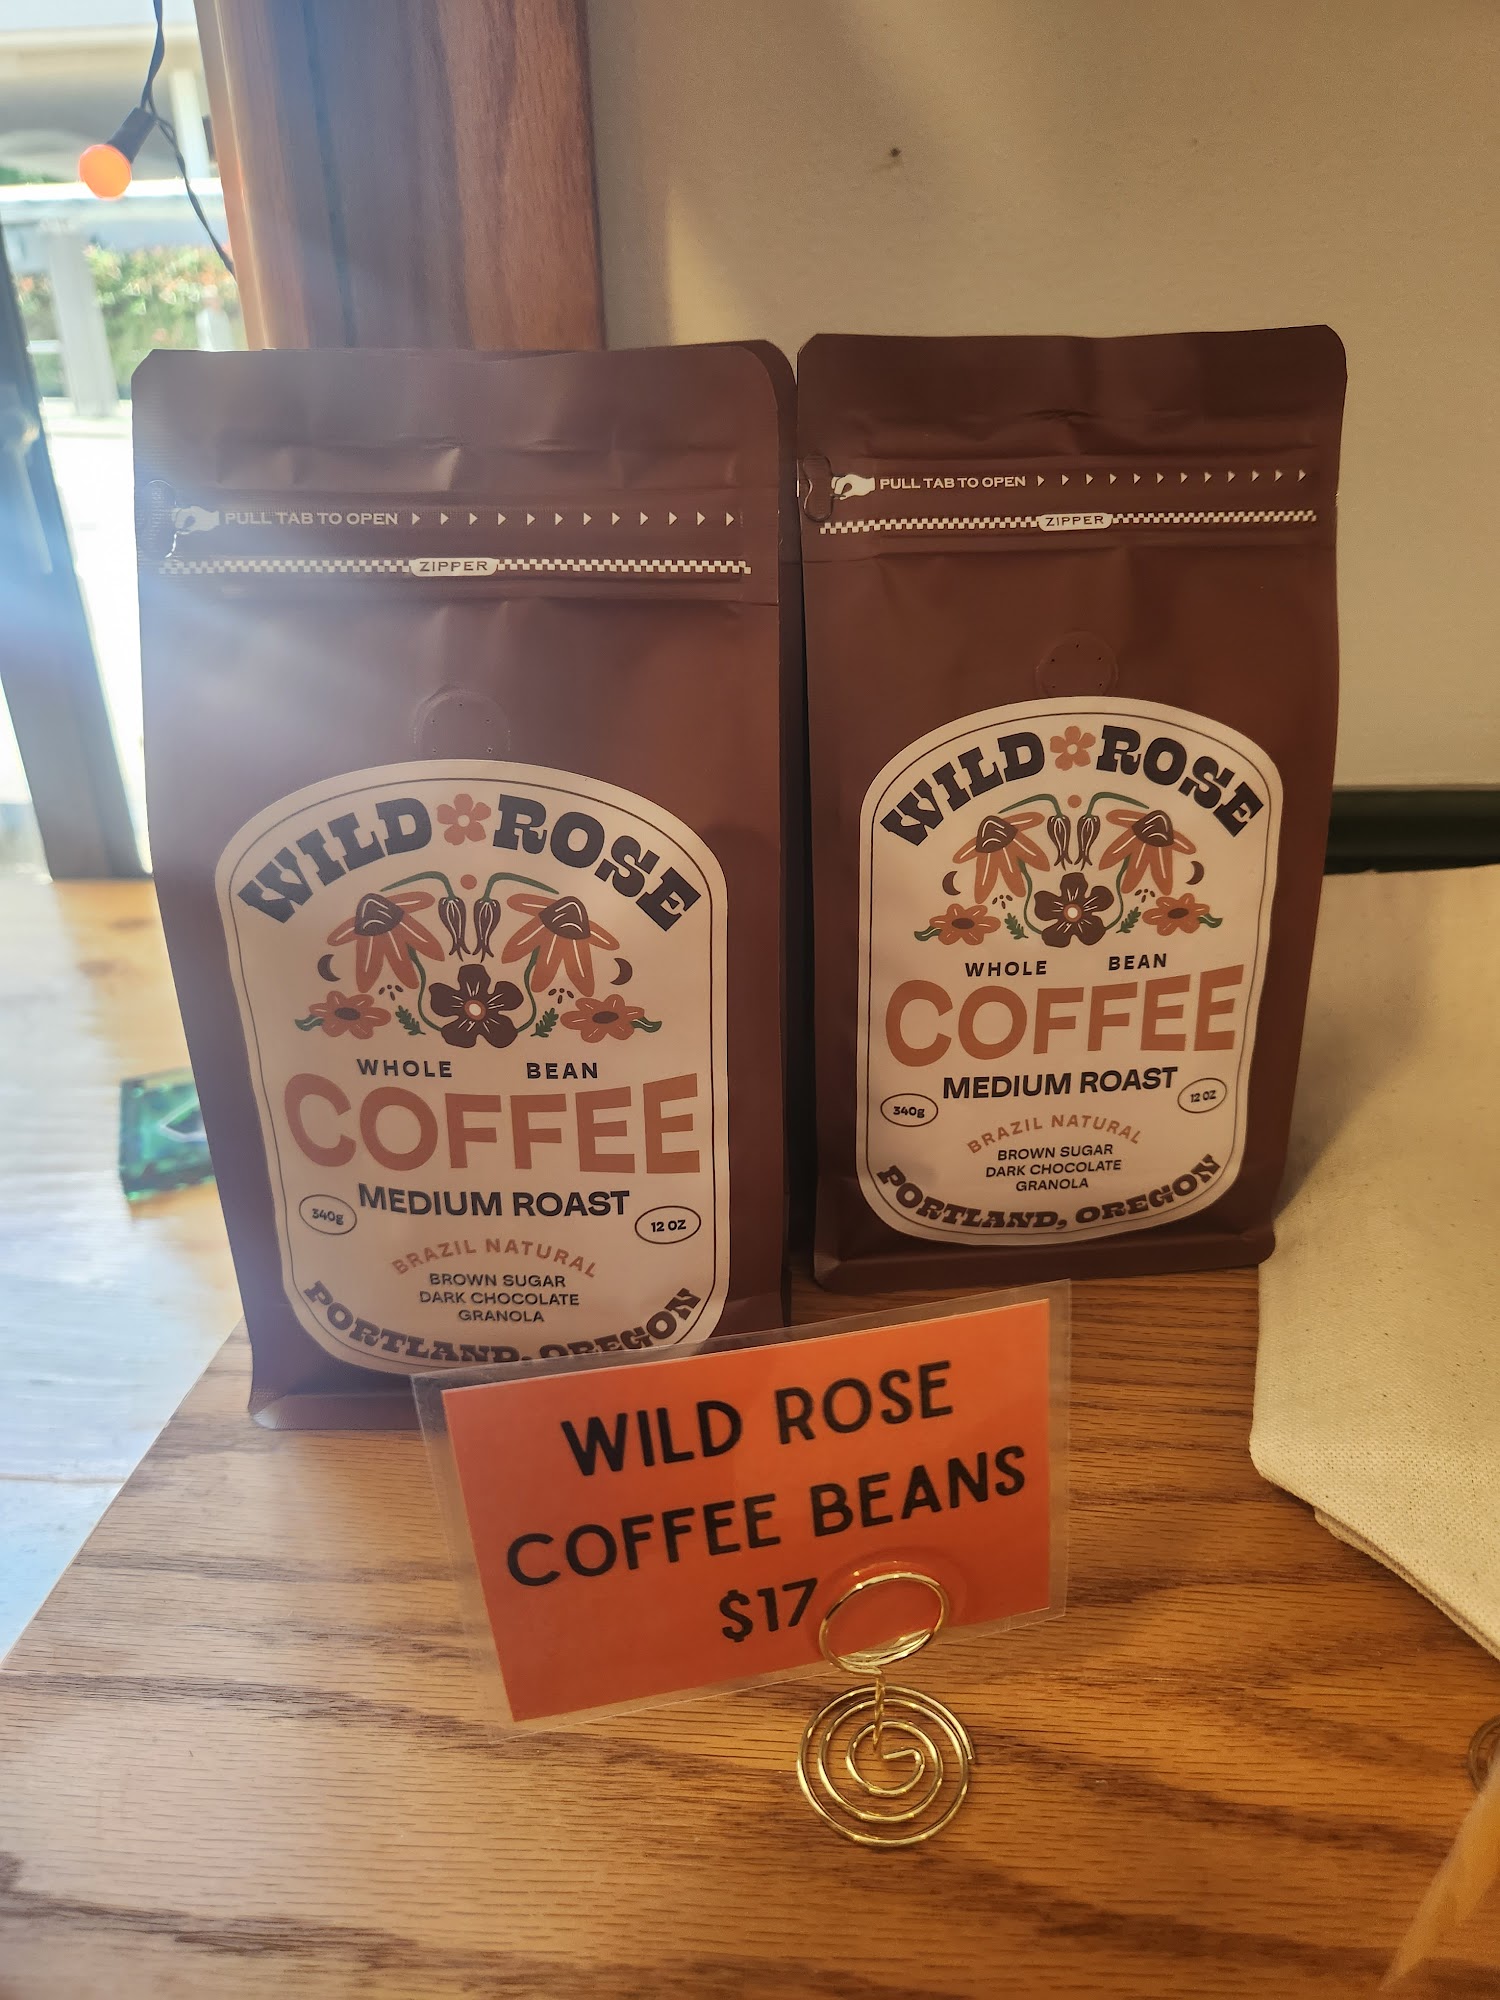 PULL TAB TO OPEN
ZIPPER
WILD ROSE
WHOLE BEAN
COFFEE
MEDIUM ROAST
340g
12 OZ
BRAZIL NATURAL
BROWN SUGAR
DARK CHOCOLATE
GRANOLA
PORTLAND, OREGON
PULL TAB TO OPEN
ZIPPER
WILD ROSE
WHOLE BEAN
COFFEE
MEDIUM ROAST
340g
12 OZ
BRAZIL NATURAL
BROWN SUGAR
DARK CHOCOLATE
GRANOLA
PORTLAND, OREGON
WILD ROSE
COFFEE BEANS
$17